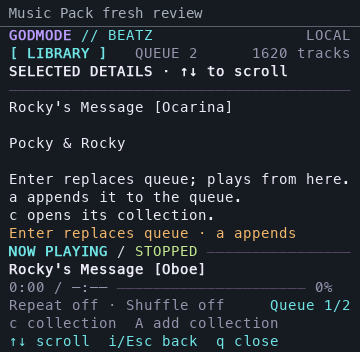 Music Pack fresh review
GODMODE // BEATZ LOCAL
[ LIBRARY ] QUEUE 2 1620 tracks
SELECTED DETAILS · ↑↓ to scroll
Rocky's Message [Ocarina]
Pocky & Rocky
Enter replaces queue; plays from here.
a appends it to the queue.
c opens its collection.
Enter replaces queue · a appends
NOW PLAYING / STOPPED
Rocky's Message [Oboe]
0:00 / —:—— 0%
Repeat off · Shuffle off Queue 1/2
c collection A add collection
↑↓ scroll i/Esc back q close